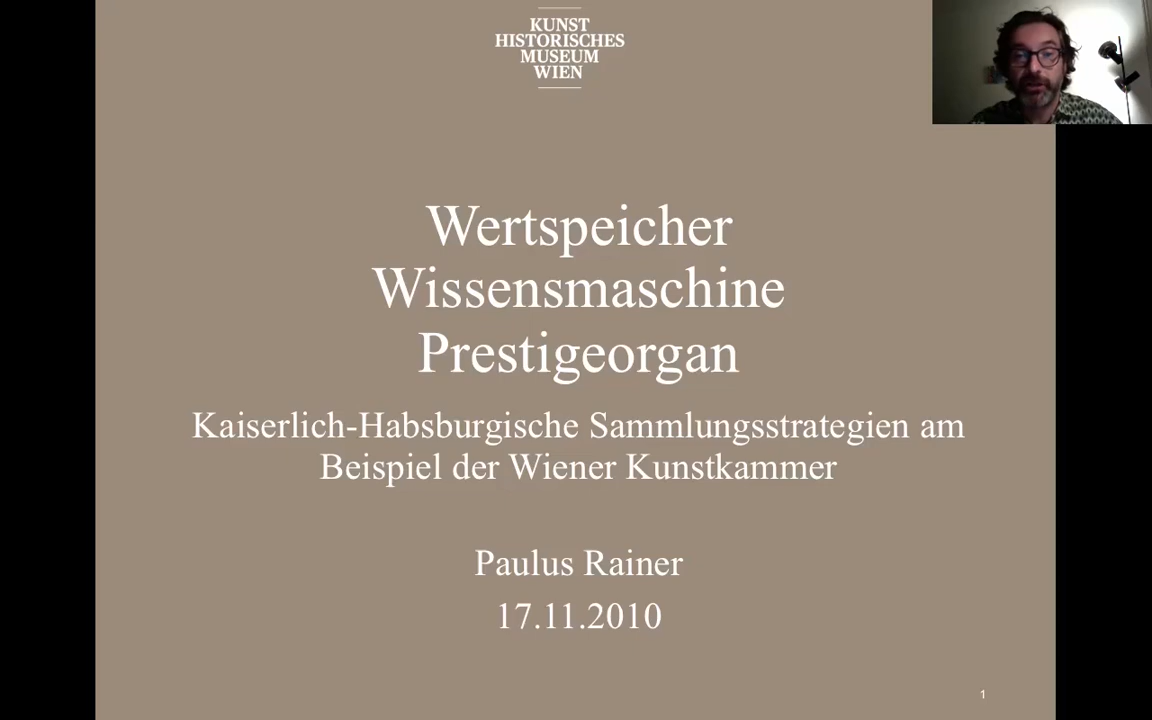 KUNST
HISTORISCHES
MUSEUM
WIEN
Wertspeicher
Wissensmaschine
Prestigeorgan
Kaiserlich-Habsburgische Sammlungsstrategien am
Beispiel der Wiener Kunstkammer
Paulus Rainer
17.11.2010
1